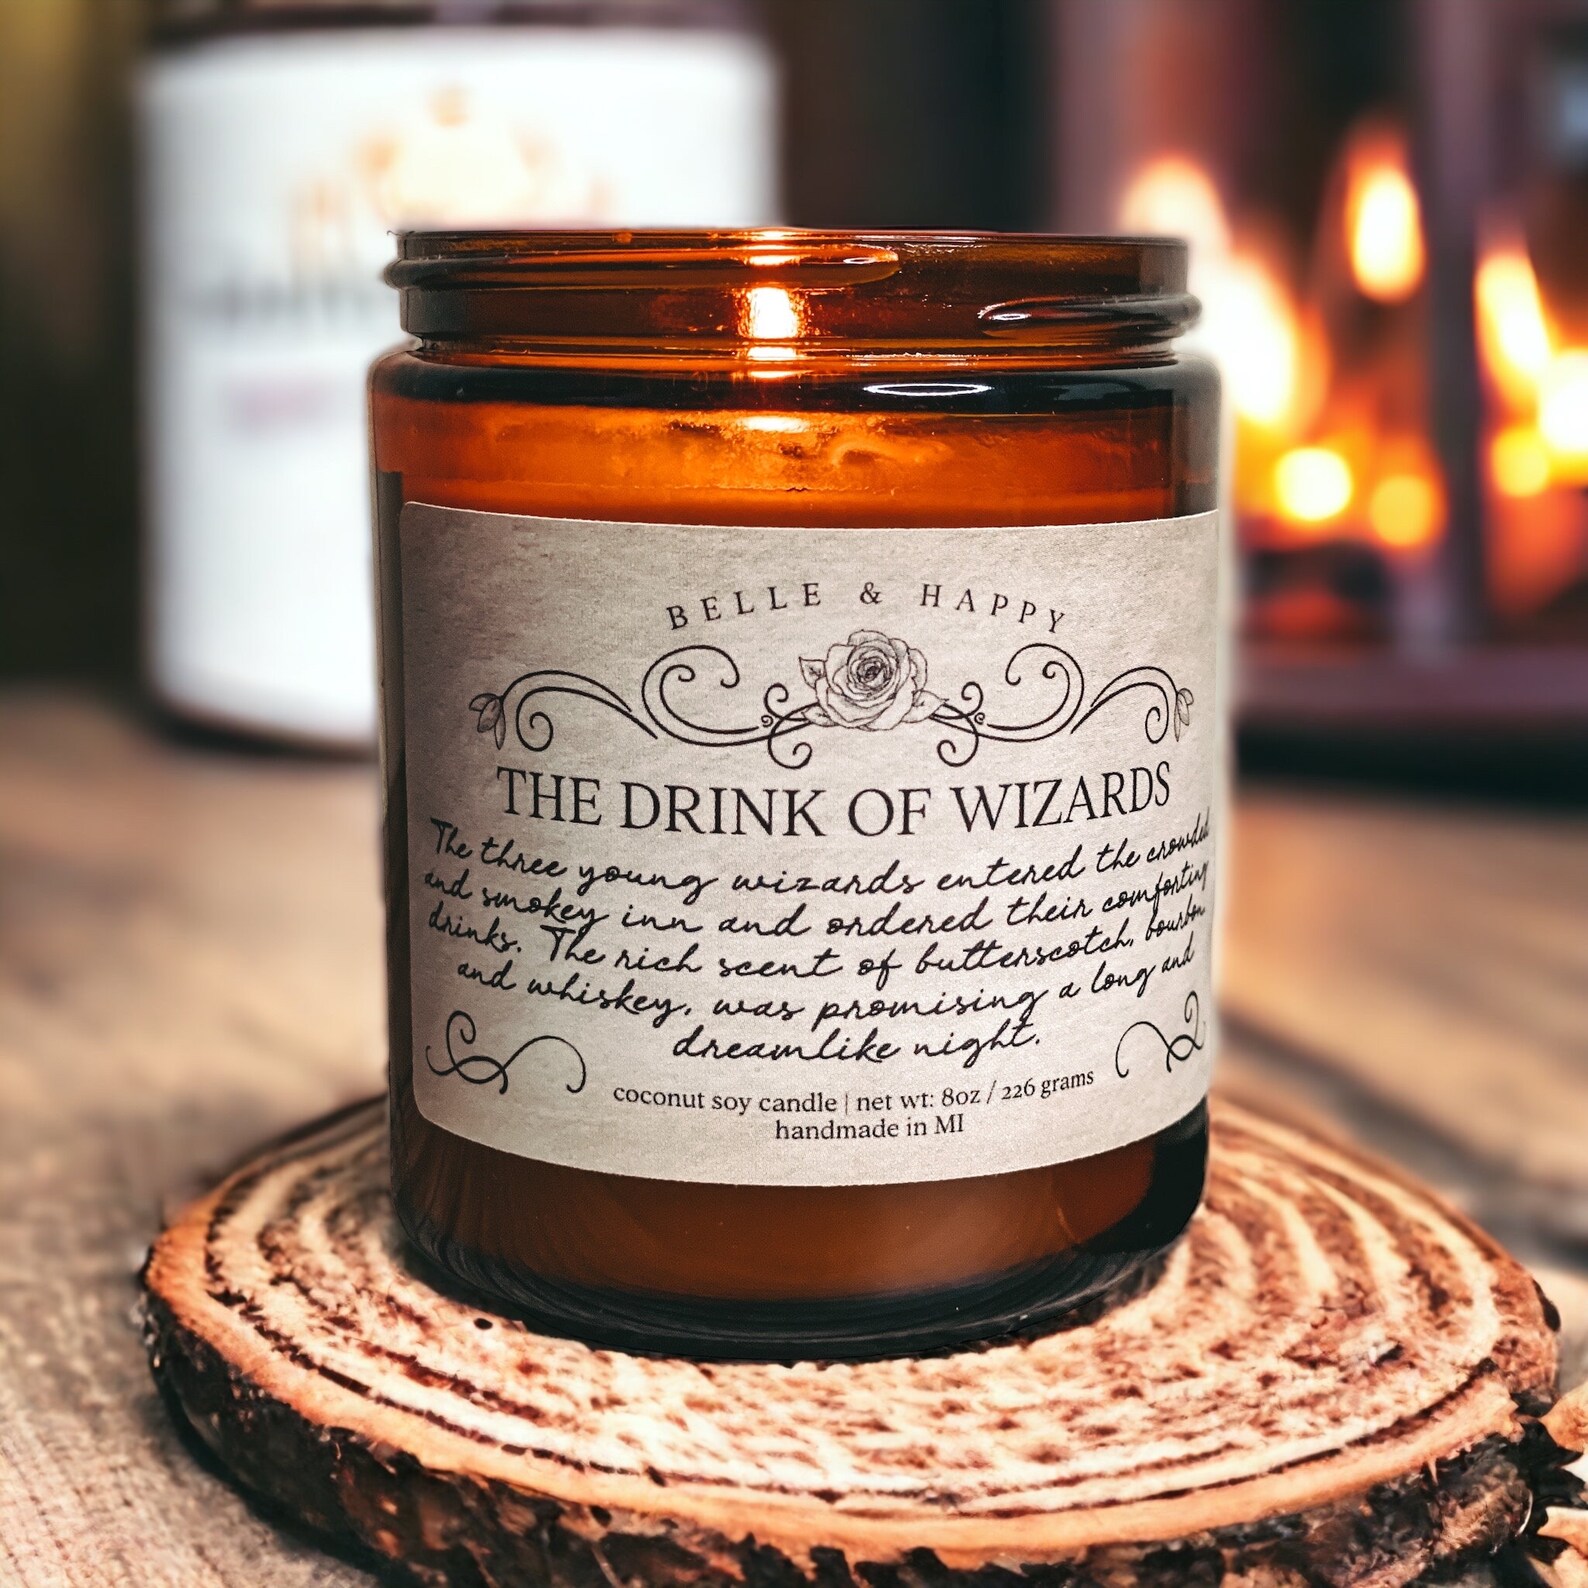 BELLE & HAPPY
THE DRINK OF WIZARDS
The three young wizards entered the crowded
and smokey inn and ordered their comforting
drinks. The rich scent of butterscotch, bourbon
and whiskey, was promising a long and
dreamlike night.
coconut soy candle | net wt: 8oz / 226 grams
handmade in MI